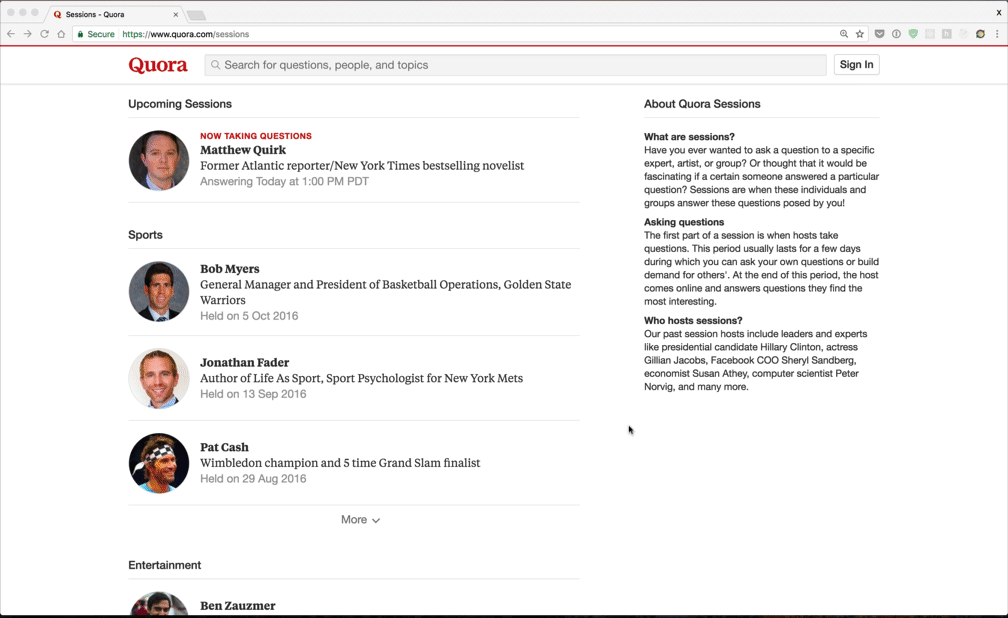 Sessions - Quora
Secure https://www.quora.com/sessions
Quora
Search for questions, people, and topics
Sign In
Upcoming Sessions
NOW TAKING QUESTIONS
Matthew Quirk
Former Atlantic reporter/New York Times bestselling novelist
Answering Today at 1:00 PM PDT
Sports
Bob Myers
General Manager and President of Basketball Operations, Golden State
Warriors
Held on 5 Oct 2016
Jonathan Fader
Author of Life As Sport, Sport Psychologist for New York Mets
Held on 13 Sep 2016
Pat Cash
Wimbledon champion and 5 time Grand Slam finalist
Held on 29 Aug 2016
More
Entertainment
Ben Zauzmer
About Quora Sessions
What are sessions?
Have you ever wanted to ask a question to a specific
expert, artist, or group? Or thought that it would be
fascinating if a certain someone answered a particular
question? Sessions are when these individuals and
groups answer these questions posed by you!
Asking questions
The first part of a session is when hosts take
questions. This period usually lasts for a few days
during which you can ask your own questions or build
demand for others'. At the end of this period, the host
comes online and answers questions they find the
most interesting.
Who hosts sessions?
Our past session hosts include leaders and experts
like presidential candidate Hillary Clinton, actress
Gillian Jacobs, Facebook COO Sheryl Sandberg,
economist Susan Athey, computer scientist Peter
Norvig, and many more.